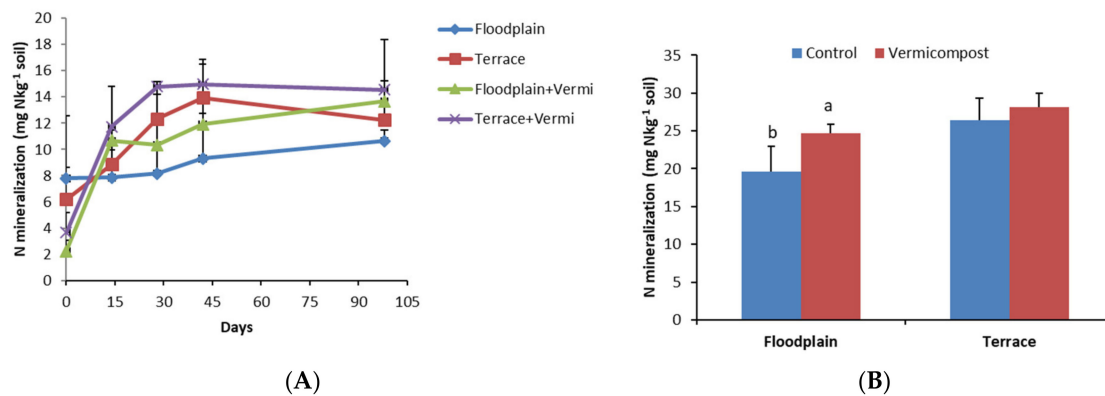 N mineralization (mg Nkg-1 soil)
20
18
16
14
12
10
8
6
4
2
0
0 15 30 45 60 75 90 105
Days
Floodplain
Terrace
Floodplain+Vermi
Terrace+Vermi
(A)
N mineralization (mg Nkg-1 soil)
35
30
25
20
15
10
5
0
Control Vermicompost
b a
Floodplain Terrace
(B)